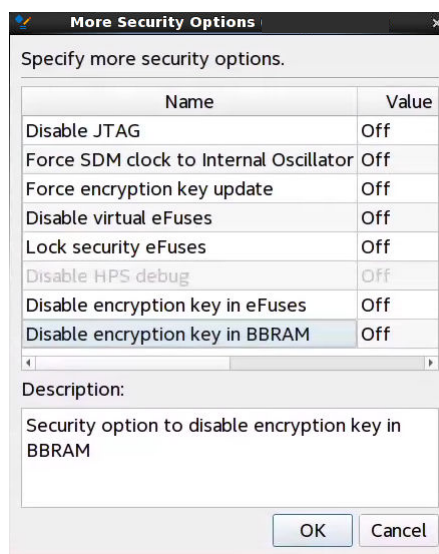 More Security Options
Specify more security options.
Name Value
Disable JTAG Off
Force SDM clock to Internal Oscillator Off
Force encryption key update Off
Disable virtual eFuses Off
Lock security eFuses Off
Disable HPS debug Off
Disable encryption key in eFuses Off
Disable encryption key in BBRAM Off
Description:
Security option to disable encryption key in
BBRAM
OK Cancel